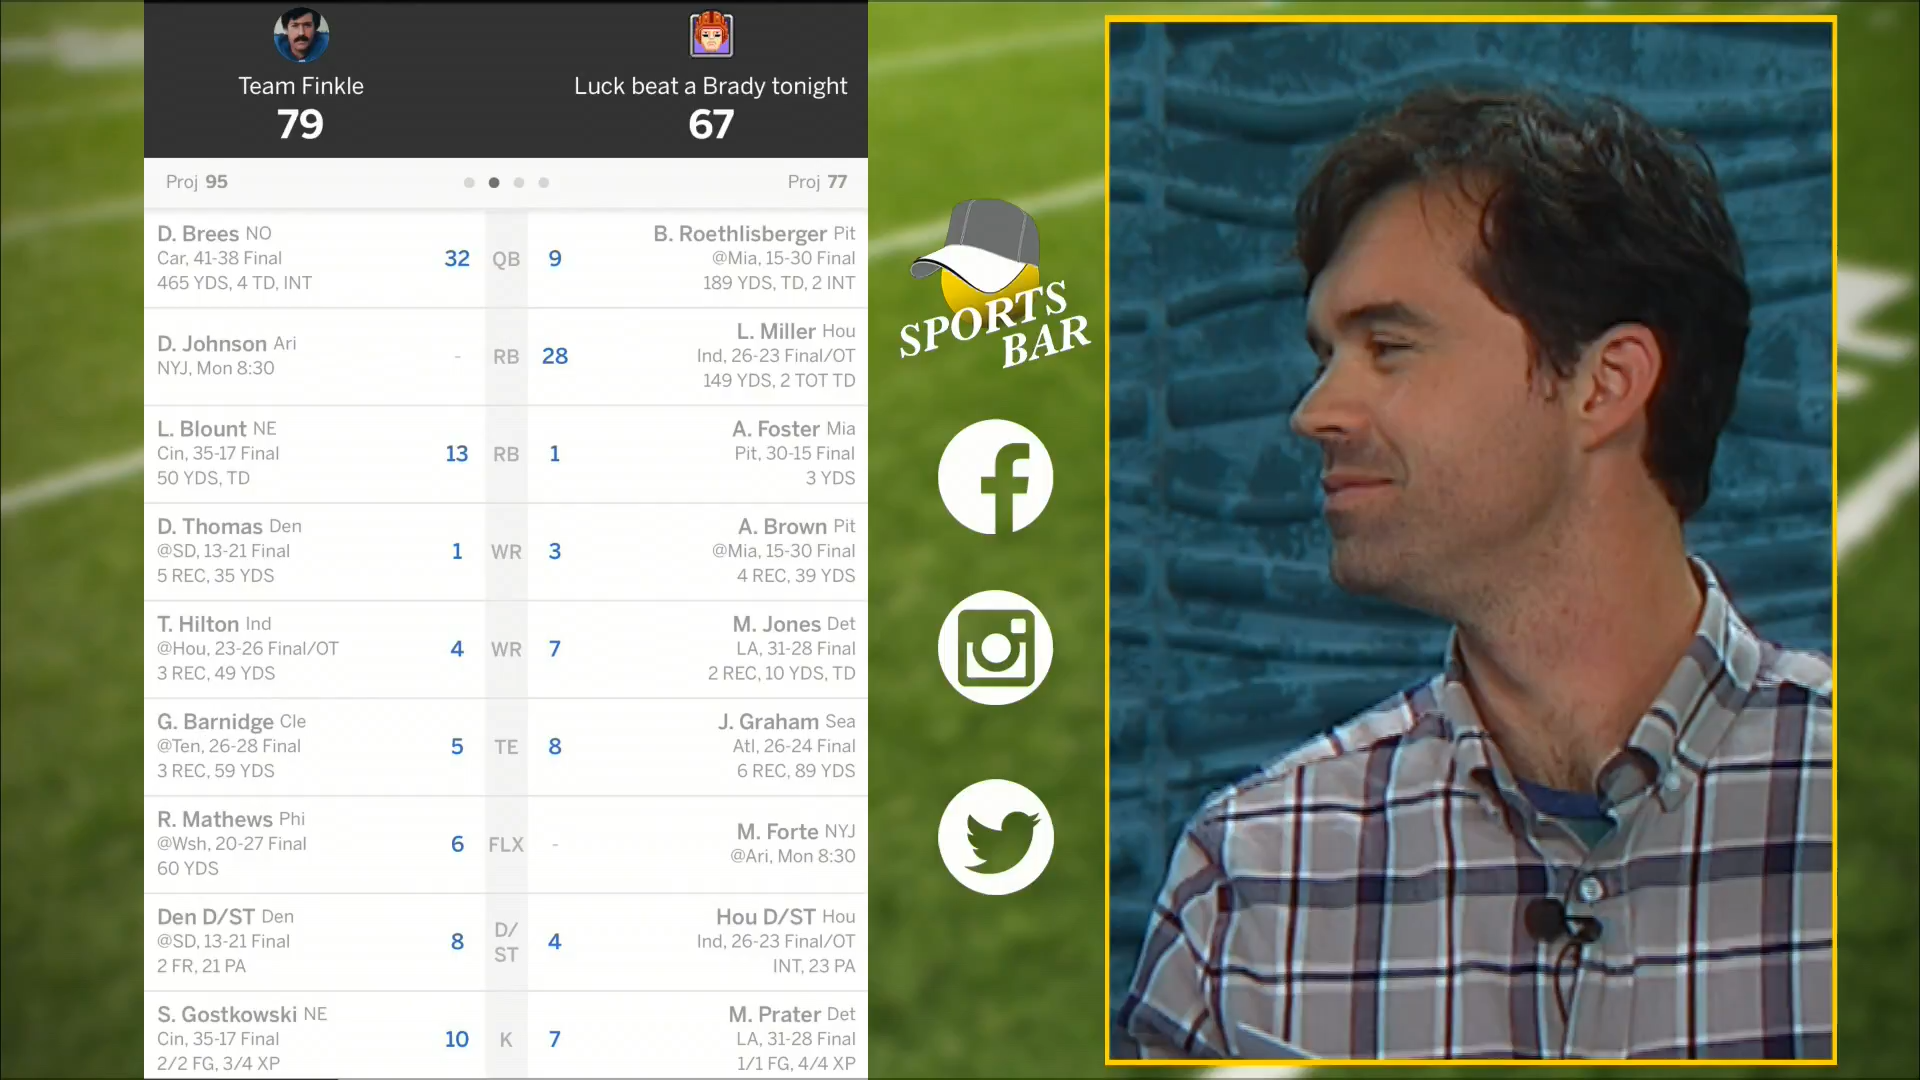 Team Finkle
79
Luck beat a Brady tonight
67
Proj 95
Proj 77
D. Brees NO
Car, 41-38 Final
465 YDS, 4 TD, INT
32
QB
9
B. Roethlisberger Pit
@Mia, 15-30 Final
189 YDS, TD, 2 INT
D. Johnson Ari
NYJ, Mon 8:30
-
RB
28
L. Miller Hou
Ind, 26-23 Final/OT
149 YDS, 2 TOT TD
L. Blount NE
Cin, 35-17 Final
50 YDS, TD
13
RB
1
A. Foster Mia
Pit, 30-15 Final
3 YDS
D. Thomas Den
@SD, 13-21 Final
5 REC, 35 YDS
1
WR
3
A. Brown Pit
@Mia, 15-30 Final
4 REC, 39 YDS
T. Hilton Ind
@Hou, 23-26 Final/OT
3 REC, 49 YDS
4
WR
7
M. Jones Det
LA, 31-28 Final
2 REC, 10 YDS, TD
G. Barnidge Cle
@Ten, 26-28 Final
3 REC, 59 YDS
5
TE
8
J. Graham Sea
Atl, 26-24 Final
6 REC, 89 YDS
R. Mathews Phi
@Wsh, 20-27 Final
60 YDS
6
FLX
-
M. Forte NYJ
@Ari, Mon 8:30
Den D/ST Den
@SD, 13-21 Final
2 FR, 21 PA
8
D/
ST
4
Hou D/ST Hou
Ind, 26-23 Final/OT
INT, 23 PA
S. Gostkowski NE
Cin, 35-17 Final
2/2 FG, 3/4 XP
10
K
7
M. Prater Det
LA, 31-28 Final
1/1 FG, 4/4 XP
SPORTS
BAR